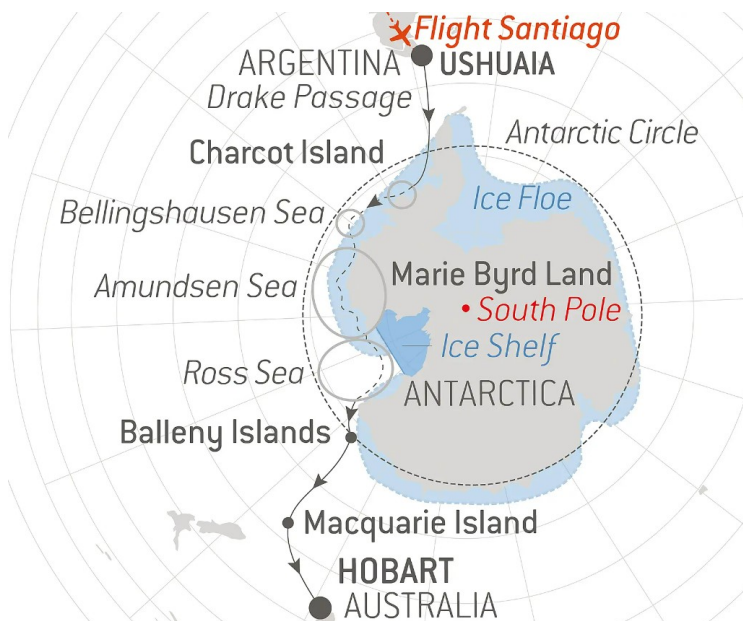 Flight Santiago
ARGENTINA
USHUAIA
Drake Passage
Antarctic Circle
Charcot Island
Ice Floe
Bellingshausen Sea
Marie Byrd Land
Amundsen Sea
South Pole
Ice Shelf
Ross Sea
ANTARCTICA
Balleny Islands
Macquarie Island
HOBART
AUSTRALIA